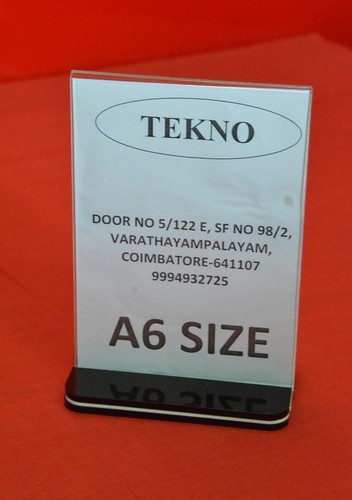 TEKNO
DOOR NO 5/122 E, SF NO 98/2,
VARATHAYAMPALAYAM,
COIMBATORE-641107
9994932725
A6 SIZE